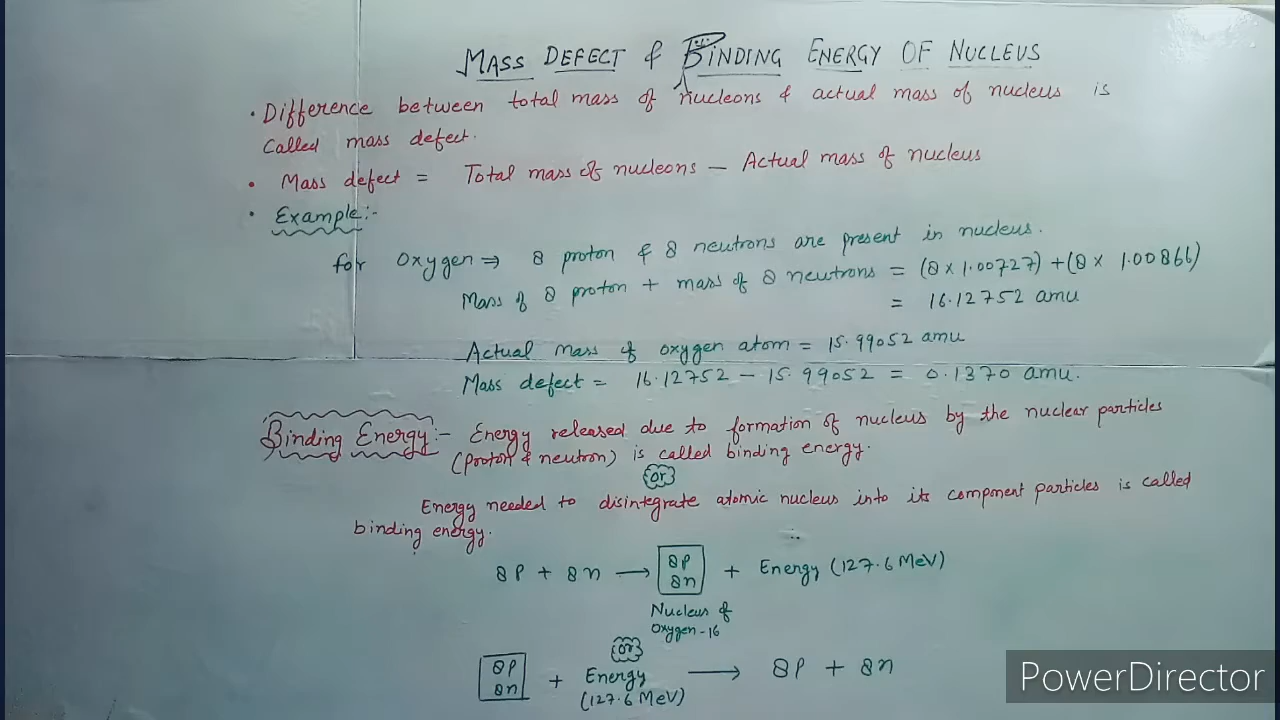 MASS DEFECT & BINDING ENERGY OF NUCLEUS
• Difference between total mass of nucleons & actual mass of nucleus is
called mass defect.
• Mass defect = Total mass of nucleons – Actual mass of nucleus
• Example:-
for Oxygen ⇒ 8 proton & 8 neutrons are present in nucleus.
Mass of 8 proton + mass of 8 neutrons = (8 × 1.00727) + (8 × 1.00866)
= 16.12752 amu
Actual mass of oxygen atom = 15.99052 amu
Mass defect = 16.12752 – 15.99052 = 0.1370 amu.
Binding Energy:- Energy released due to formation of nucleus by the nuclear particles
(proton & neutron) is called binding energy.
or
Energy needed to disintegrate atomic nucleus into its component particles is called
binding energy.
8P + 8n → 8P + Energy (127.6 MeV)
8n
Nucleus of
Oxygen-16
or
8P + Energy → 8P + 8n
8n (127.6 MeV)
PowerDirector